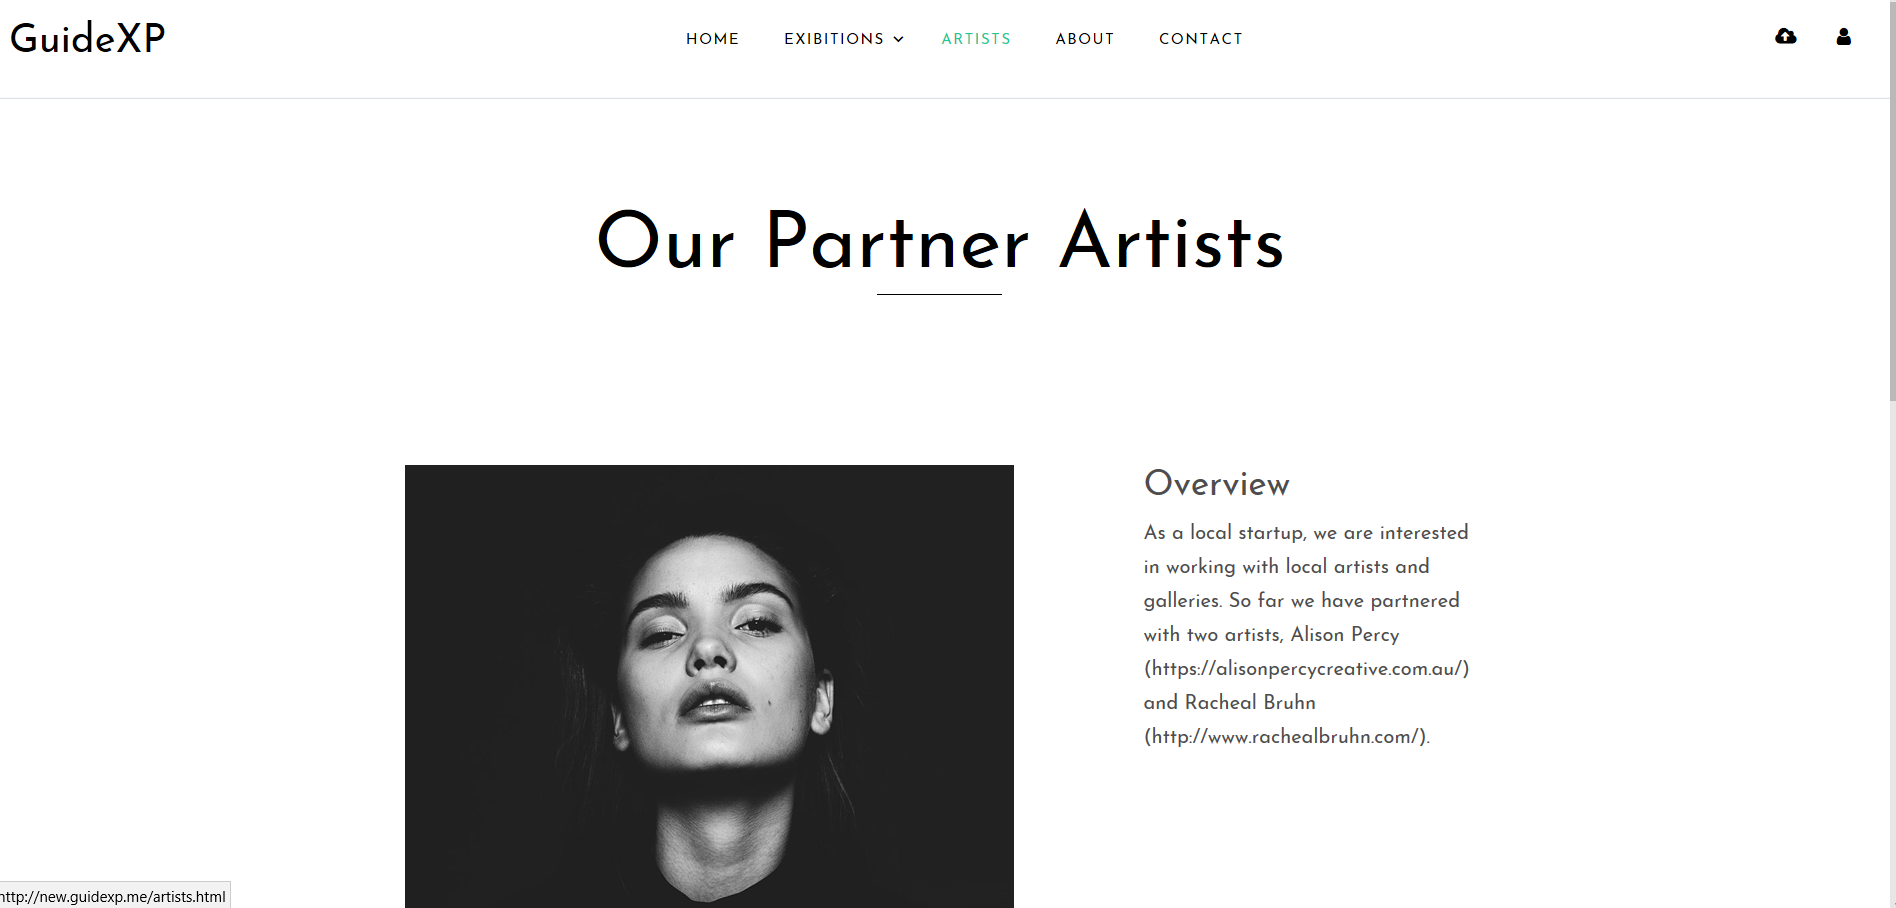 GuideXP
HOME EXIBITIONS ARTISTS ABOUT CONTACT
Our Partner Artists
Overview
As a local startup, we are interested
in working with local artists and
galleries. So far we have partnered
with two artists, Alison Percy
(https://alisonpercycreative.com.au/)
and Racheal Bruhn
(http://www.rachealbruhn.com/).
http://new.guidexp.me/artists.html